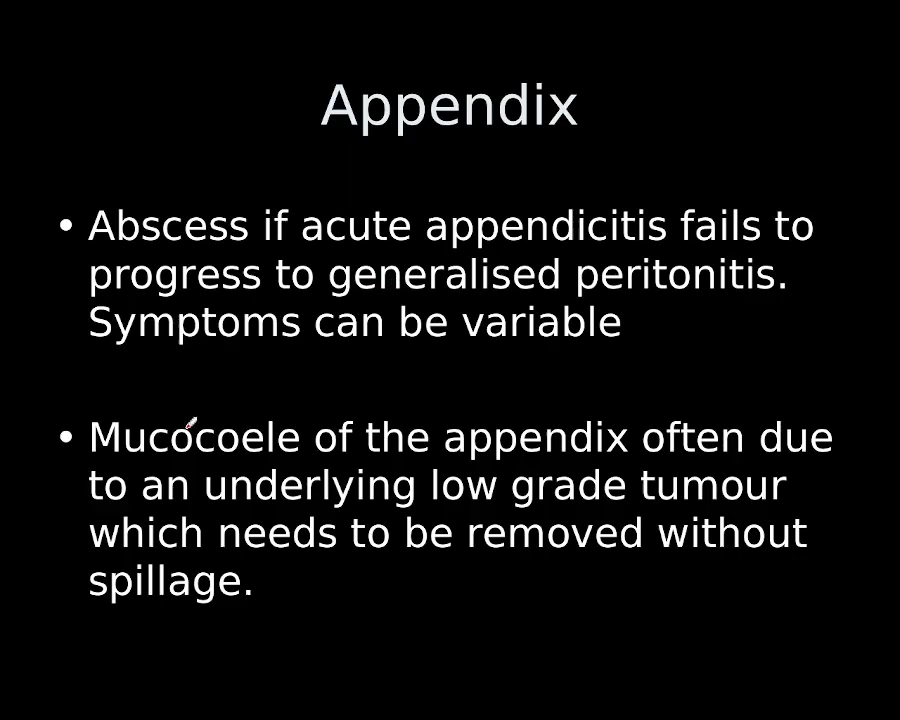 Appendix
• Abscess if acute appendicitis fails to
progress to generalised peritonitis.
Symptoms can be variable
• Mucocoele of the appendix often due
to an underlying low grade tumour
which needs to be removed without
spillage.